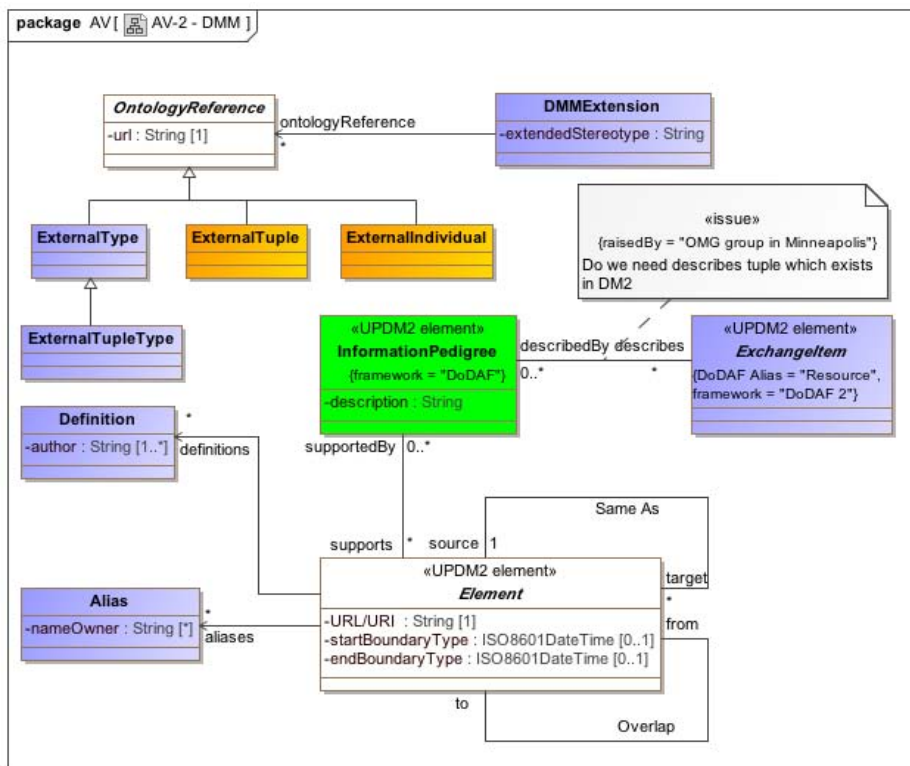 package AV[ AV-2 - DMM ]
OntologyReference
-url : String [1]
ontologyReference
*
DMMExtension
-extendedStereotype : String
«issue»
{raisedBy = "OMG group in Minneapolis"}
Do we need describes tuple which exists
in DM2
ExternalType
ExternalTuple
ExternalIndividual
ExternalTupleType
«UPDM2 element»
InformationPedigree
{framework = "DoDAF"}
-description : String
describedBy
describes
0..*
*
«UPDM2 element»
ExchangeItem
{DoDAF Alias = "Resource",
framework = "DoDAF 2"}
Definition
-author : String [1..*]
*
definitions
supportedBy
0..*
supports
*
source
1
Same As
target
*
«UPDM2 element»
Element
-URL/URI : String [1]
-startBoundaryType : ISO8601DateTime [0..1]
-endBoundaryType : ISO8601DateTime [0..1]
Alias
-nameOwner : String [*]
*
aliases
from
to
Overlap